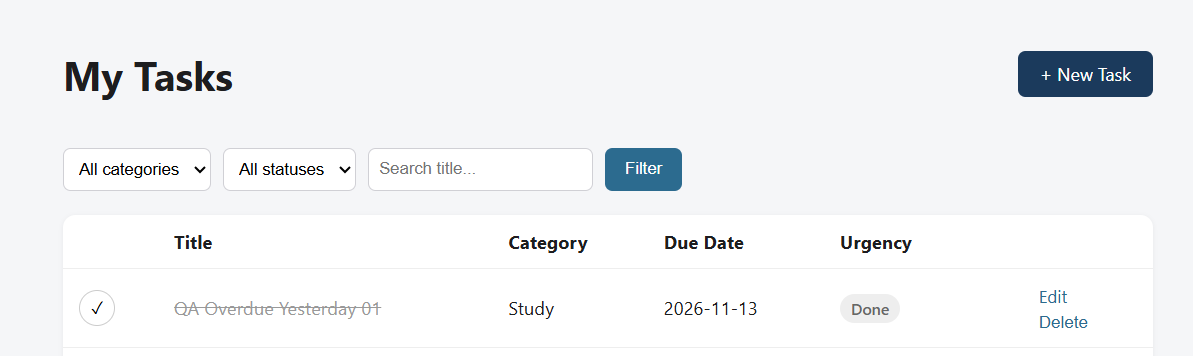 My Tasks
+ New Task
All categories All statuses Search title... Filter
Title Category Due Date Urgency
✓ QA Overdue Yesterday 01 Study 2026-11-13 Done Edit
Delete